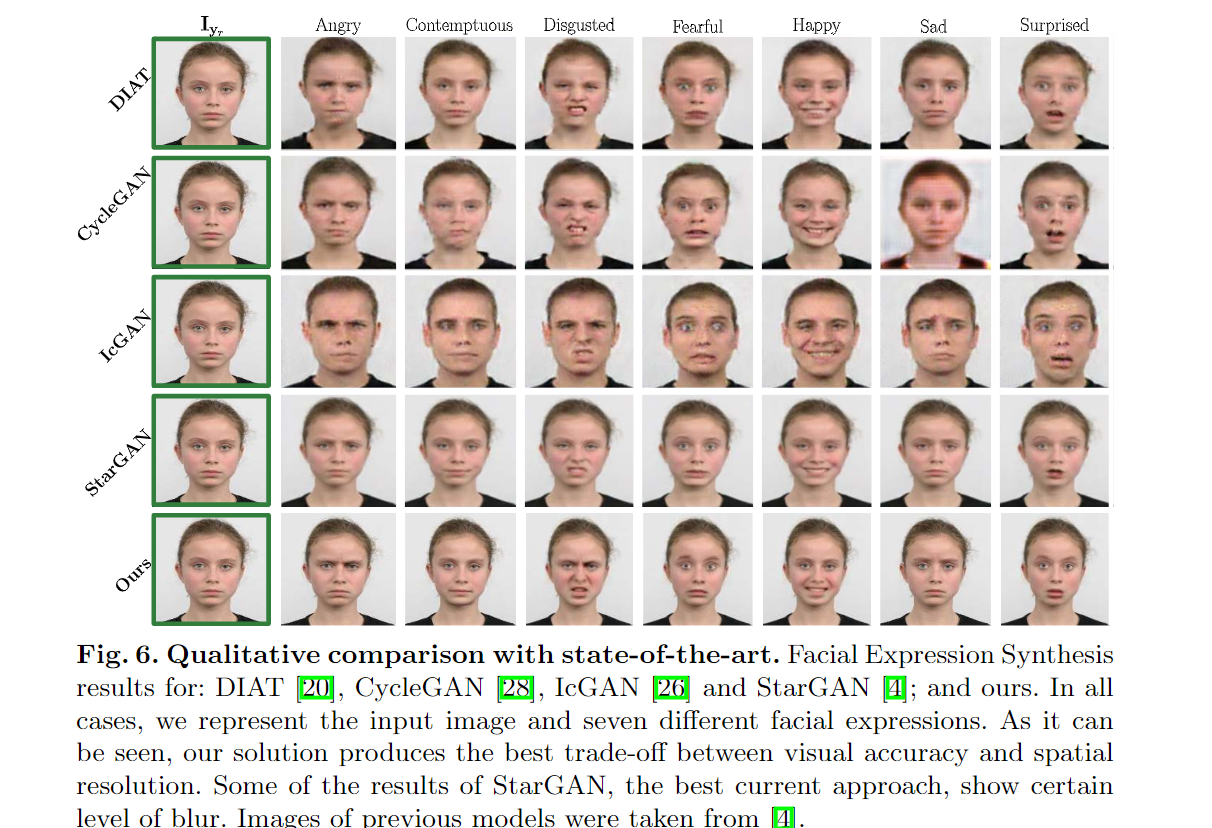 I_{y_r} Angry Contemptuous Disgusted Fearful Happy Sad Surprised
DIAT
CycleGAN
IcGAN
StarGAN
Ours
Fig. 6. Qualitative comparison with state-of-the-art. Facial Expression Synthesis
results for: DIAT [20], CycleGAN [28], IcGAN [26] and StarGAN [4]; and ours. In all
cases, we represent the input image and seven different facial expressions. As it can
be seen, our solution produces the best trade-off between visual accuracy and spatial
resolution. Some of the results of StarGAN, the best current approach, show certain
level of blur. Images of previous models were taken from [4].